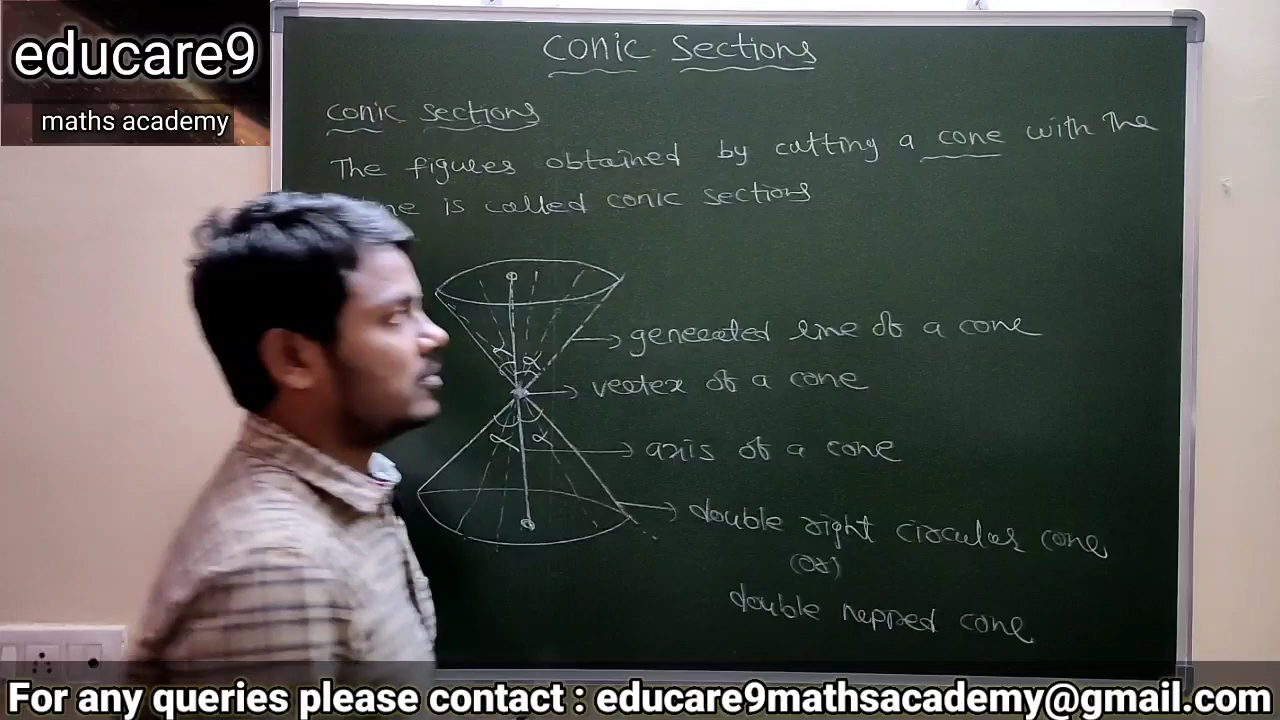 educare9
maths academy
Conic Sections
conic sections
The figures obtained by cutting a cone with the
is called conic sections
α α
generated line of a cone
vertex of a cone
α α
axis of a cone
double right circular cone
(or)
double nepped cone
For any queries please contact : educare9mathsacademy@gmail.com